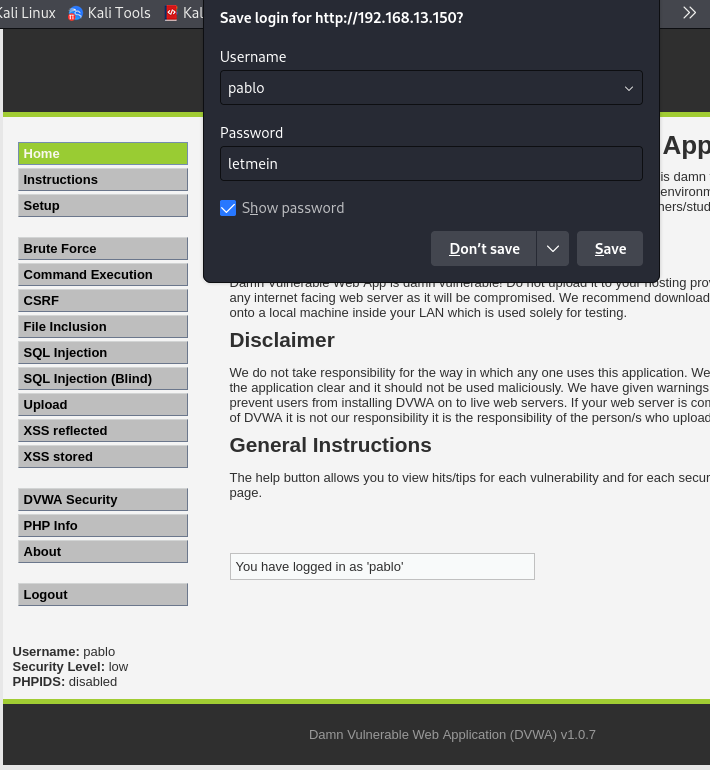 Kali Linux Kali Tools Kal
Save login for http://192.168.13.150?
Username
pablo
Password
letmein
Show password
Don't save
Save
Home
Instructions
Setup
Brute Force
Command Execution
CSRF
File Inclusion
SQL Injection
SQL Injection (Blind)
Upload
XSS reflected
XSS stored
DVWA Security
PHP Info
About
Logout
App
is damn
environm
ners/stud
Damn Vulnerable Web App is damn vulnerable! Do not upload it to your hosting prov
any internet facing web server as it will be compromised. We recommend download
onto a local machine inside your LAN which is used solely for testing.
Disclaimer
We do not take responsibility for the way in which any one uses this application. We
the application clear and it should not be used maliciously. We have given warnings
prevent users from installing DVWA on to live web servers. If your web server is com
of DVWA it is not our responsibility it is the responsibility of the person/s who upload
General Instructions
The help button allows you to view hits/tips for each vulnerability and for each secur
page.
You have logged in as 'pablo'
Username: pablo
Security Level: low
PHPIDS: disabled
Damn Vulnerable Web Application (DVWA) v1.0.7